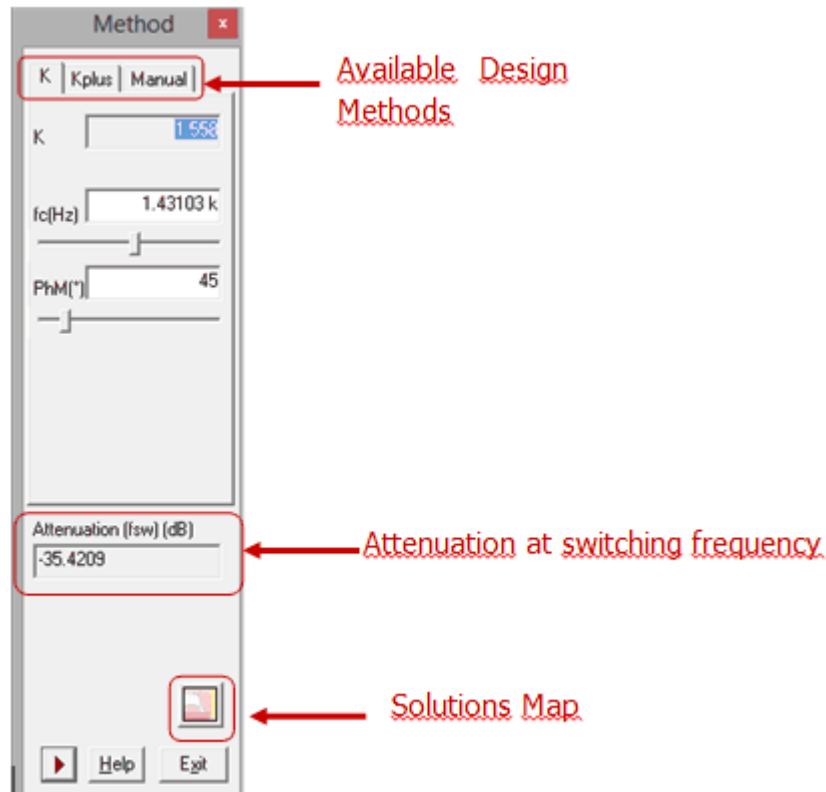 Method x
K Kplus Manual
Available Design
Methods
K 1.558
fc(Hz) 1.43103 k
PhM(°) 45
Attenuation (fsw) (dB)
-35.4209
Attenuation at switching frequency
Solutions Map
Help Exit